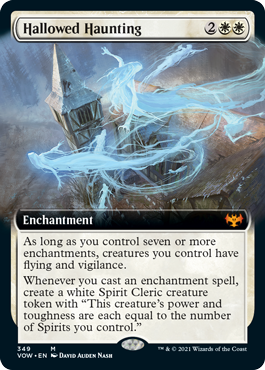 Hallowed Haunting 2
Enchantment
As long as you control seven or more
enchantments, creatures you control have
flying and vigilance.
Whenever you cast an enchantment spell,
create a white Spirit Cleric creature
token with “This creature’s power and
toughness are each equal to the number
of Spirits you control.”
349 M
VOW • EN DAVID AUDEN NASH
™ & © 2021 Wizards of the Coast